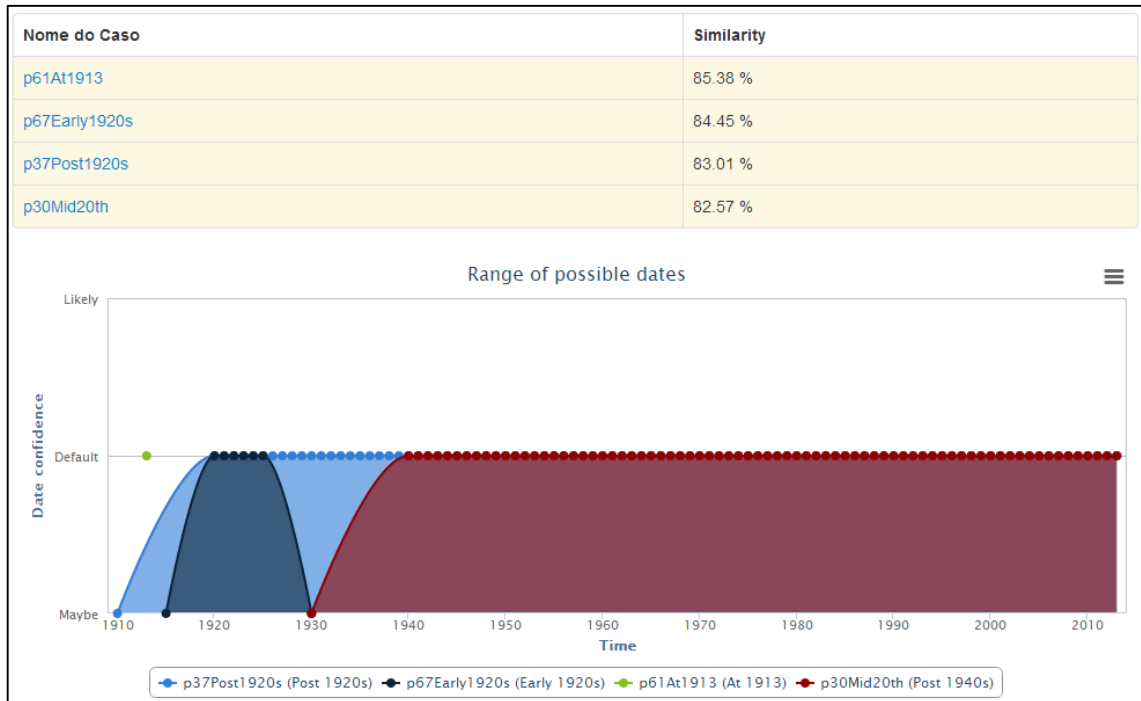 Nome do Caso Similarity
p61At1913 85.38 %
p67Early1920s 84.45 %
p37Post1920s 83.01 %
p30Mid20th 82.57 %
Range of possible dates
Likely
Default
Maybe
Date confidence
1910 1920 1930 1940 1950 1960 1970 1980 1990 2000 2010
Time
p37Post1920s (Post 1920s) p67Early1920s (Early 1920s) p61At1913 (At 1913) p30Mid20th (Post 1940s)